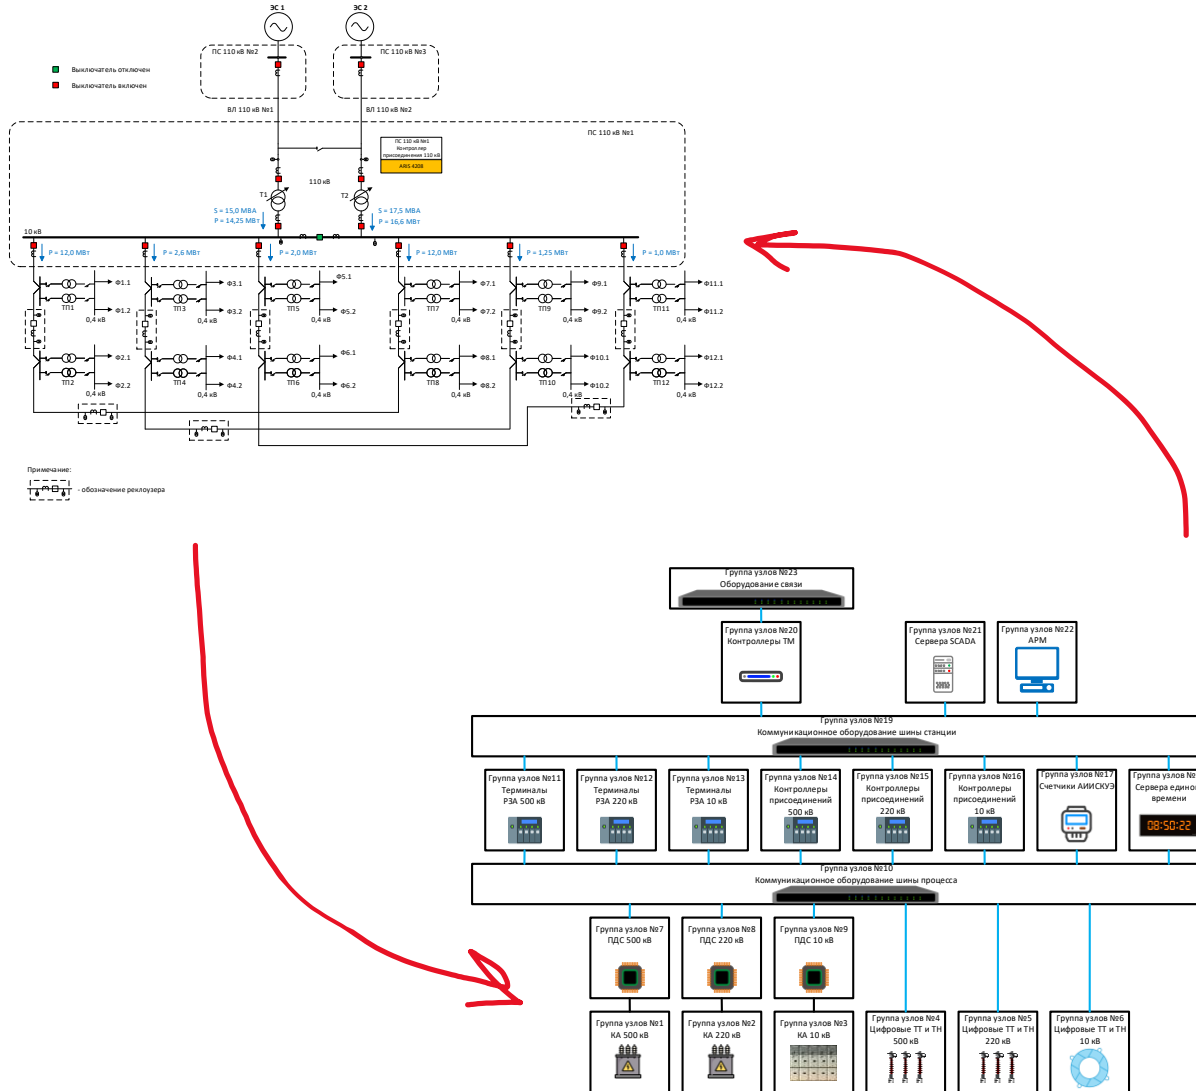 ЭС 1
ЭС 2
ПС 110 кВ №2
ПС 110 кВ №3
Выключатель отключен
Выключатель включен
ВЛ 110 кВ №1
ВЛ 110 кВ №2
ПС 110 кВ №1
ПС 110 кВ №1
Контроллер
присоединения 110 кВ
ARIS 4208
110 кВ
Т1
Т2
S = 15,0 МВА
P = 14,25 МВт
S = 17,5 МВА
P = 16,6 МВт
10 кВ
P = 12,0 МВт
P = 2,6 МВт
P = 2,0 МВт
P = 12,0 МВт
P = 1,25 МВт
P = 1,0 МВт
Ф1.1
Ф3.1
Ф5.1
Ф7.1
Ф9.1
Ф11.1
ТП1
ТП3
ТП5
ТП7
ТП9
ТП11
Ф1.2
Ф3.2
Ф5.2
Ф7.2
Ф9.2
Ф11.2
0,4 кВ
0,4 кВ
0,4 кВ
0,4 кВ
0,4 кВ
0,4 кВ
Ф2.1
Ф4.1
Ф6.1
Ф8.1
Ф10.1
Ф12.1
ТП2
ТП4
ТП6
ТП8
ТП10
ТП12
Ф2.2
Ф4.2
Ф6.2
Ф8.2
Ф10.2
Ф12.2
0,4 кВ
0,4 кВ
0,4 кВ
0,4 кВ
0,4 кВ
0,4 кВ
Примечание:
- обозначение реклоузера
Группа узлов №23
Оборудование связи
Группа узлов №20
Контроллеры ТМ
Группа узлов №21
Сервера SCADA
Группа узлов №22
АРМ
Группа узлов №19
Коммуникационное оборудование шины станции
Группа узлов №11
Терминалы
РЗА 500 кВ
Группа узлов №12
Терминалы
РЗА 220 кВ
Группа узлов №13
Терминалы
РЗА 10 кВ
Группа узлов №14
Контроллеры
присоединений
500 кВ
Группа узлов №15
Контроллеры
присоединений
220 кВ
Группа узлов №16
Контроллеры
присоединений
10 кВ
Группа узлов №17
Счетчики АИИСКУЭ
Группа узлов №
Сервера
времени
08:50:22
Группа узлов №10
Коммуникационное оборудование шины процесса
Группа узлов №7
ПДС 500 кВ
Группа узлов №8
ПДС 220 кВ
Группа узлов №9
ПДС 10 кВ
Группа узлов №1
КА 500 кВ
Группа узлов №2
КА 220 кВ
Группа узлов №3
КА 10 кВ
Группа узлов №4
Цифровые ТТ и ТН
500 кВ
Группа узлов №5
Цифровые ТТ и ТН
220 кВ
Группа узлов №6
Цифровые ТТ и ТН
10 кВ